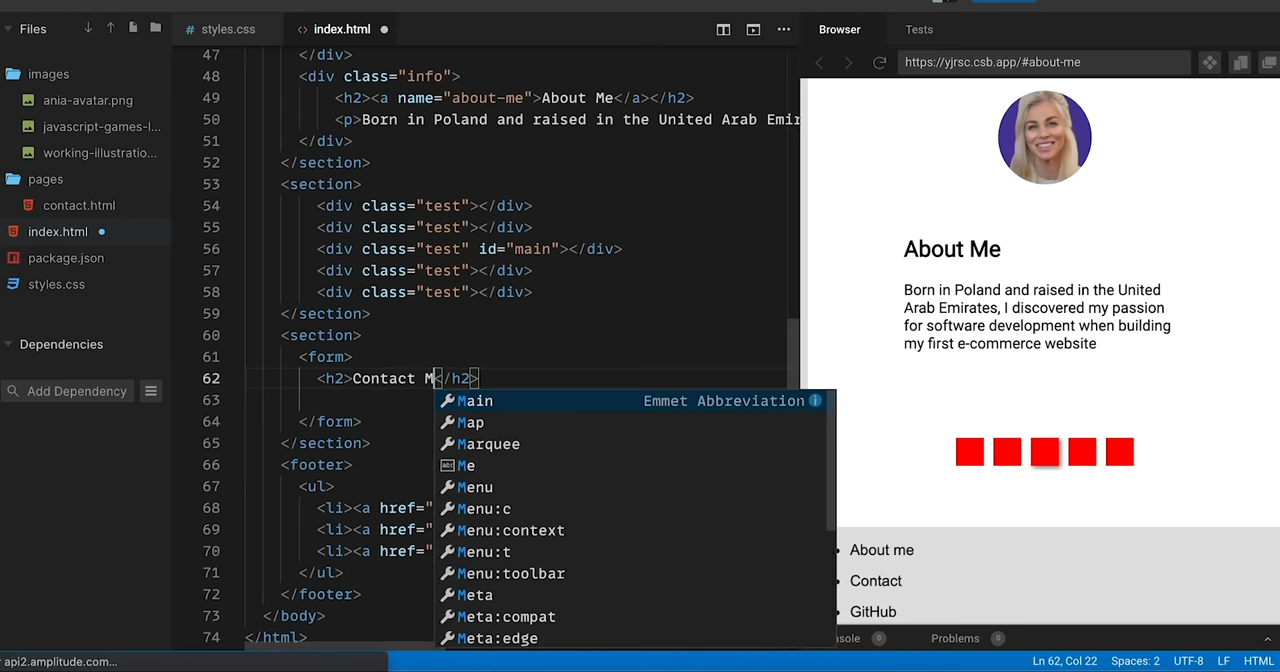 Files
styles.css
index.html
Browser
Tests
https://yjrsc.csb.app/#about-me
images
ania-avatar.png
javascript-games-l...
working-illustratio...
pages
contact.html
index.html
package.json
styles.css
Dependencies
Add Dependency
47 </div>
48 <div class="info">
49 <h2><a name="about-me">About Me</a></h2>
50 <p>Born in Poland and raised in the United Arab Emir
51 </div>
52 </section>
53 <section>
54 <div class="test"></div>
55 <div class="test"></div>
56 <div class="test" id="main"></div>
57 <div class="test"></div>
58 <div class="test"></div>
59 </section>
60 <section>
61 <form>
62 <h2>Contact M</h2>
63
64 </form>
65 </section>
66 <footer>
67 <ul>
68 <li><a href="
69 <li><a href="
70 <li><a href="
71 </ul>
72 </footer>
73 </body>
74 </html>
Main Emmet Abbreviation
Map
Marquee
Me
Menu
Menu:c
Menu:context
Menu:t
Menu:toolbar
Meta
Meta:compat
Meta:edge
About Me
Born in Poland and raised in the United
Arab Emirates, I discovered my passion
for software development when building
my first e-commerce website
About me
Contact
GitHub
sole 0 Problems 0
api2.amplitude.com...
Ln 62, Col 22 Spaces: 2 UTF-8 LF HTML